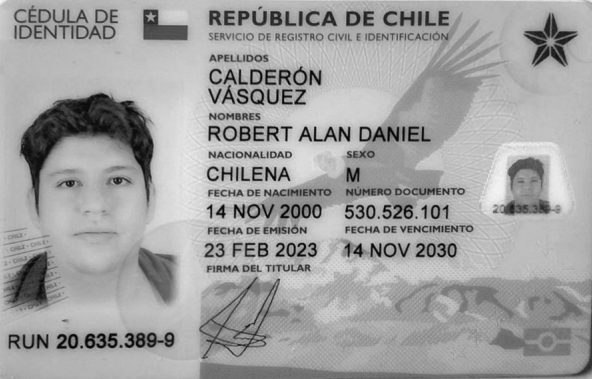 CÉDULA DE
IDENTIDAD
REPÚBLICA DE CHILE
SERVICIO DE REGISTRO CIVIL E IDENTIFICACIÓN
APELLIDOS
CALDERÓN
VÁSQUEZ
NOMBRES
ROBERT ALAN DANIEL
NACIONALIDAD SEXO
CHILENA M
FECHA DE NACIMIENTO NÚMERO DOCUMENTO
14 NOV 2000 530.526.101
FECHA DE EMISIÓN FECHA DE VENCIMIENTO
23 FEB 2023 14 NOV 2030
FIRMA DEL TITULAR
RUN 20.635.389-9
20.635.389-9